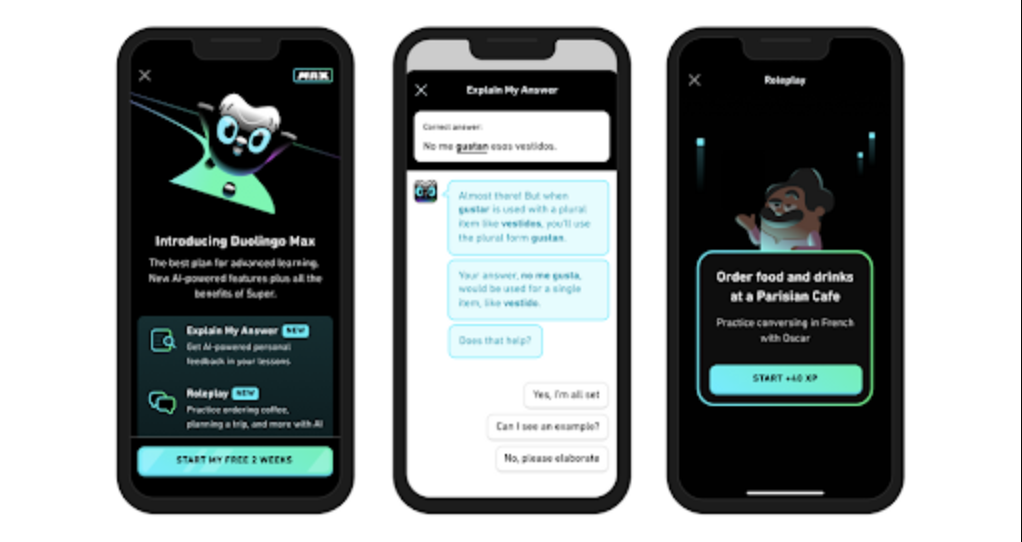 MAX
Introducing Duolingo Max
The best plan for advanced learning.
New AI-powered features plus all the
benefits of Super.
Explain My Answer NEW
Get AI-powered personal
feedback in your lessons
Roleplay NEW
Practice ordering coffee,
planning a trip, and more with AI
START MY FREE 2 WEEKS
Explain My Answer
Correct answer:
No me gustan esos vestidos.
Almost there! But when
gustar is used with a plural
item like vestidos, you'll use
the plural form gustan.
Your answer, no me gusta,
would be used for a single
item, like vestido.
Does that help?
Yes, I'm all set
Can I see an example?
No, please elaborate
Roleplay
Order food and drinks
at a Parisian Cafe
Practice conversing in French
with Oscar
START +40 XP